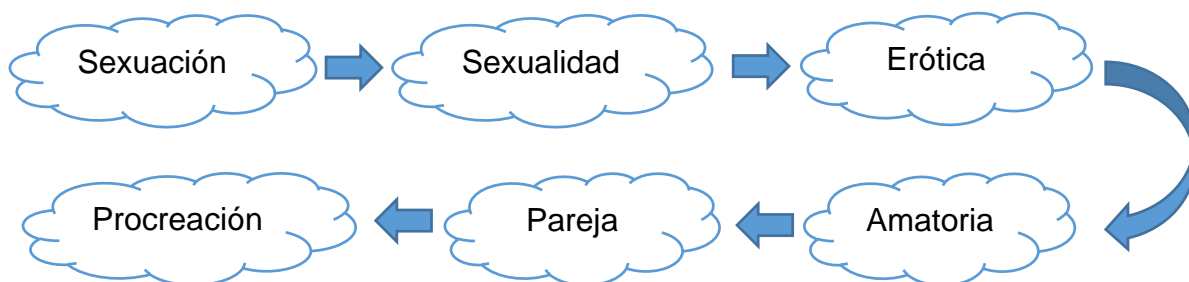 Sexuación
Sexualidad
Erótica
Amatoria
Pareja
Procreación